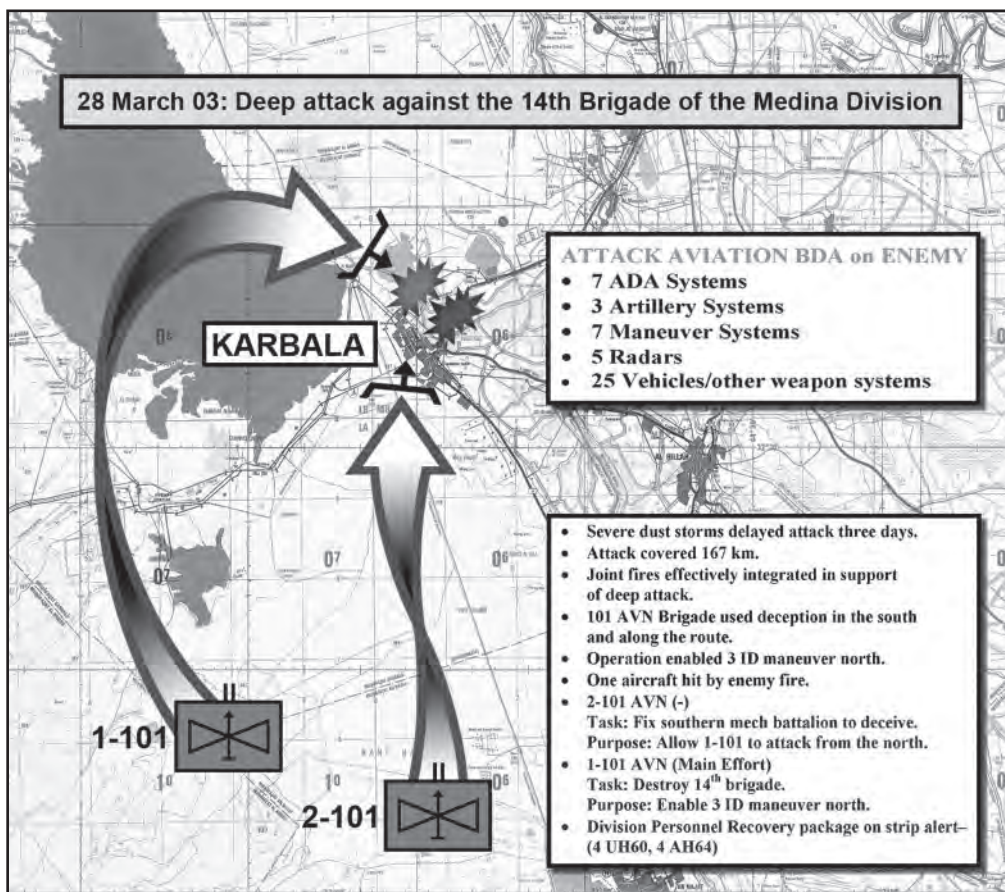 28 March 03: Deep attack against the 14th Brigade of the Medina Division
ATTACK AVIATION BDA on ENEMY
• 7 ADA Systems
• 3 Artillery Systems
• 7 Maneuver Systems
• 5 Radars
• 25 Vehicles/other weapon systems
KARBALA
• Severe dust storms delayed attack three days.
• Attack covered 167 km.
• Joint fires effectively integrated in support
of deep attack.
• 101 AVN Brigade used deception in the south
and along the route.
• Operation enabled 3 ID maneuver north.
• One aircraft hit by enemy fire.
• 2-101 AVN (-)
Task: Fix southern mech battalion to deceive.
Purpose: Allow 1-101 to attack from the north.
• 1-101 AVN (Main Effort)
Task: Destroy 14th brigade.
Purpose: Enable 3 ID maneuver north.
• Division Personnel Recovery package on strip alert–
(4 UH60, 4 AH64)
1-101
2-101